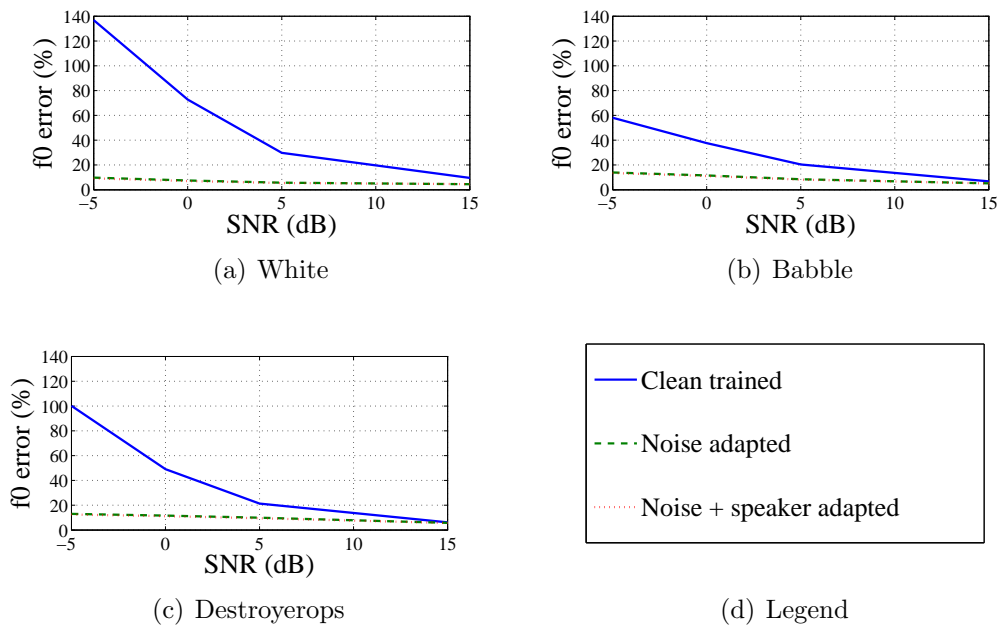 140
120
100
80
60
40
20
0
f0 error (%)
−5 0 5 10 15
SNR (dB)
(a) White
140
120
100
80
60
40
20
0
f0 error (%)
−5 0 5 10 15
SNR (dB)
(b) Babble
140
120
100
80
60
40
20
0
f0 error (%)
−5 0 5 10 15
SNR (dB)
(c) Destroyerops
Clean trained
Noise adapted
Noise + speaker adapted
(d) Legend